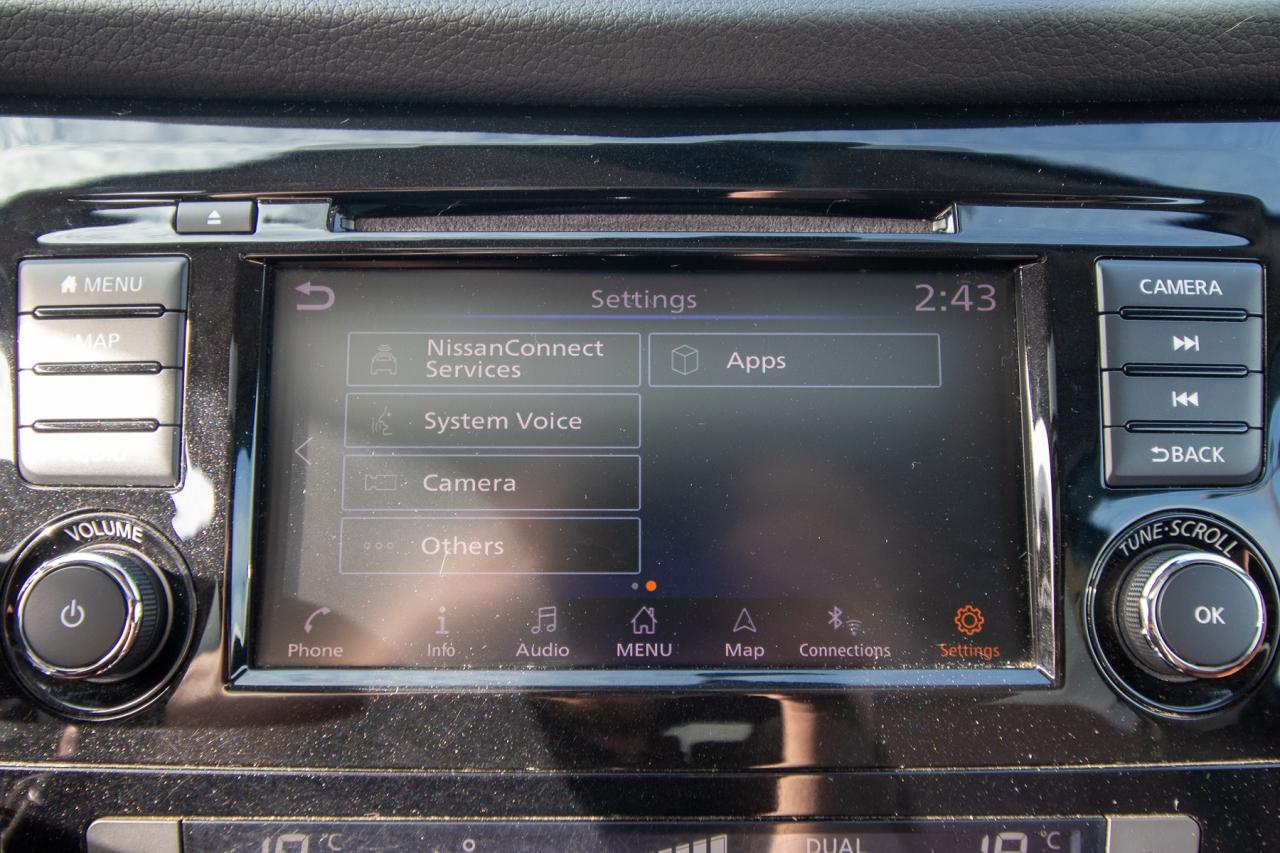 MENU
MAP
VOLUME
Settings
2:43
NissanConnect
Services
Apps
System Voice
Camera
Others
Phone
Info
Audio
MENU
Map
Connections
Settings
CAMERA
BACK
TUNE·SCROLL
OK
°C
DUAL
°C